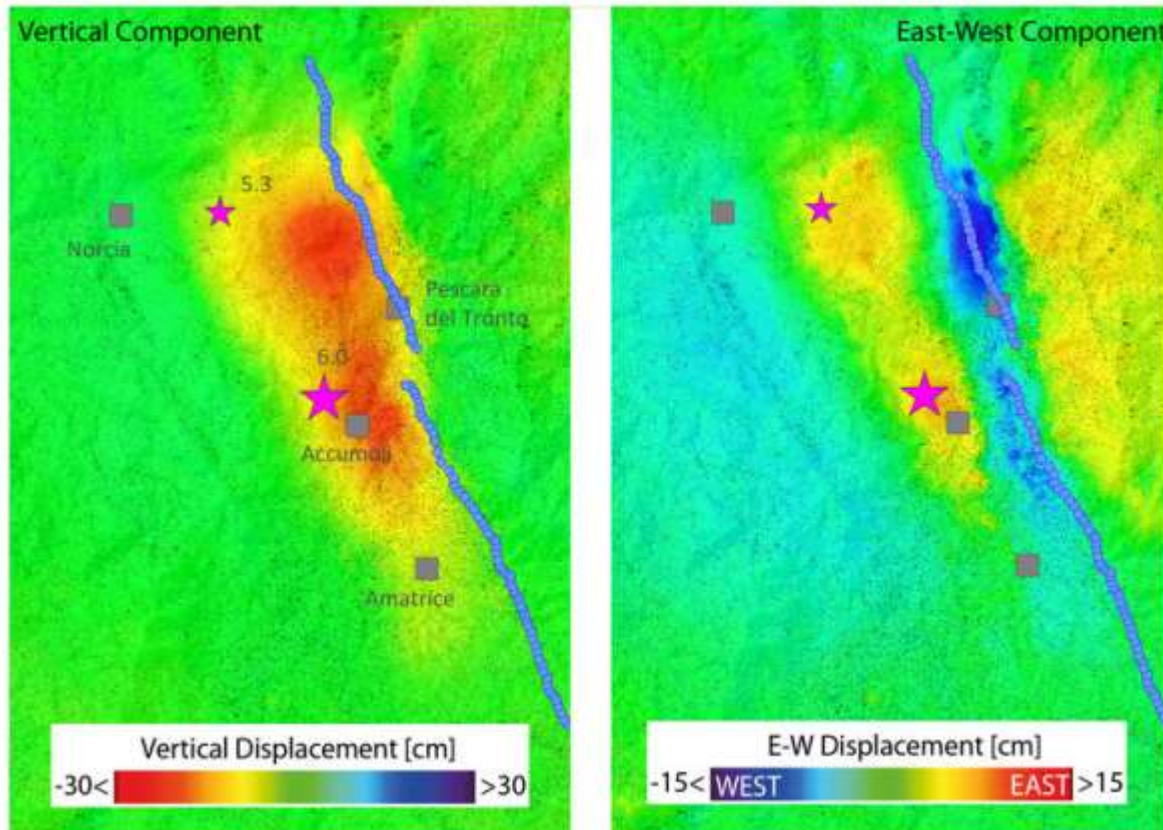 Vertical Component
5.3
Norcia
Pescara
del Tronto
6.0
Accumoli
Amatrice
Vertical Displacement [cm]
-30<
>30
East-West Component
E-W Displacement [cm]
-15<
WEST
EAST
>15